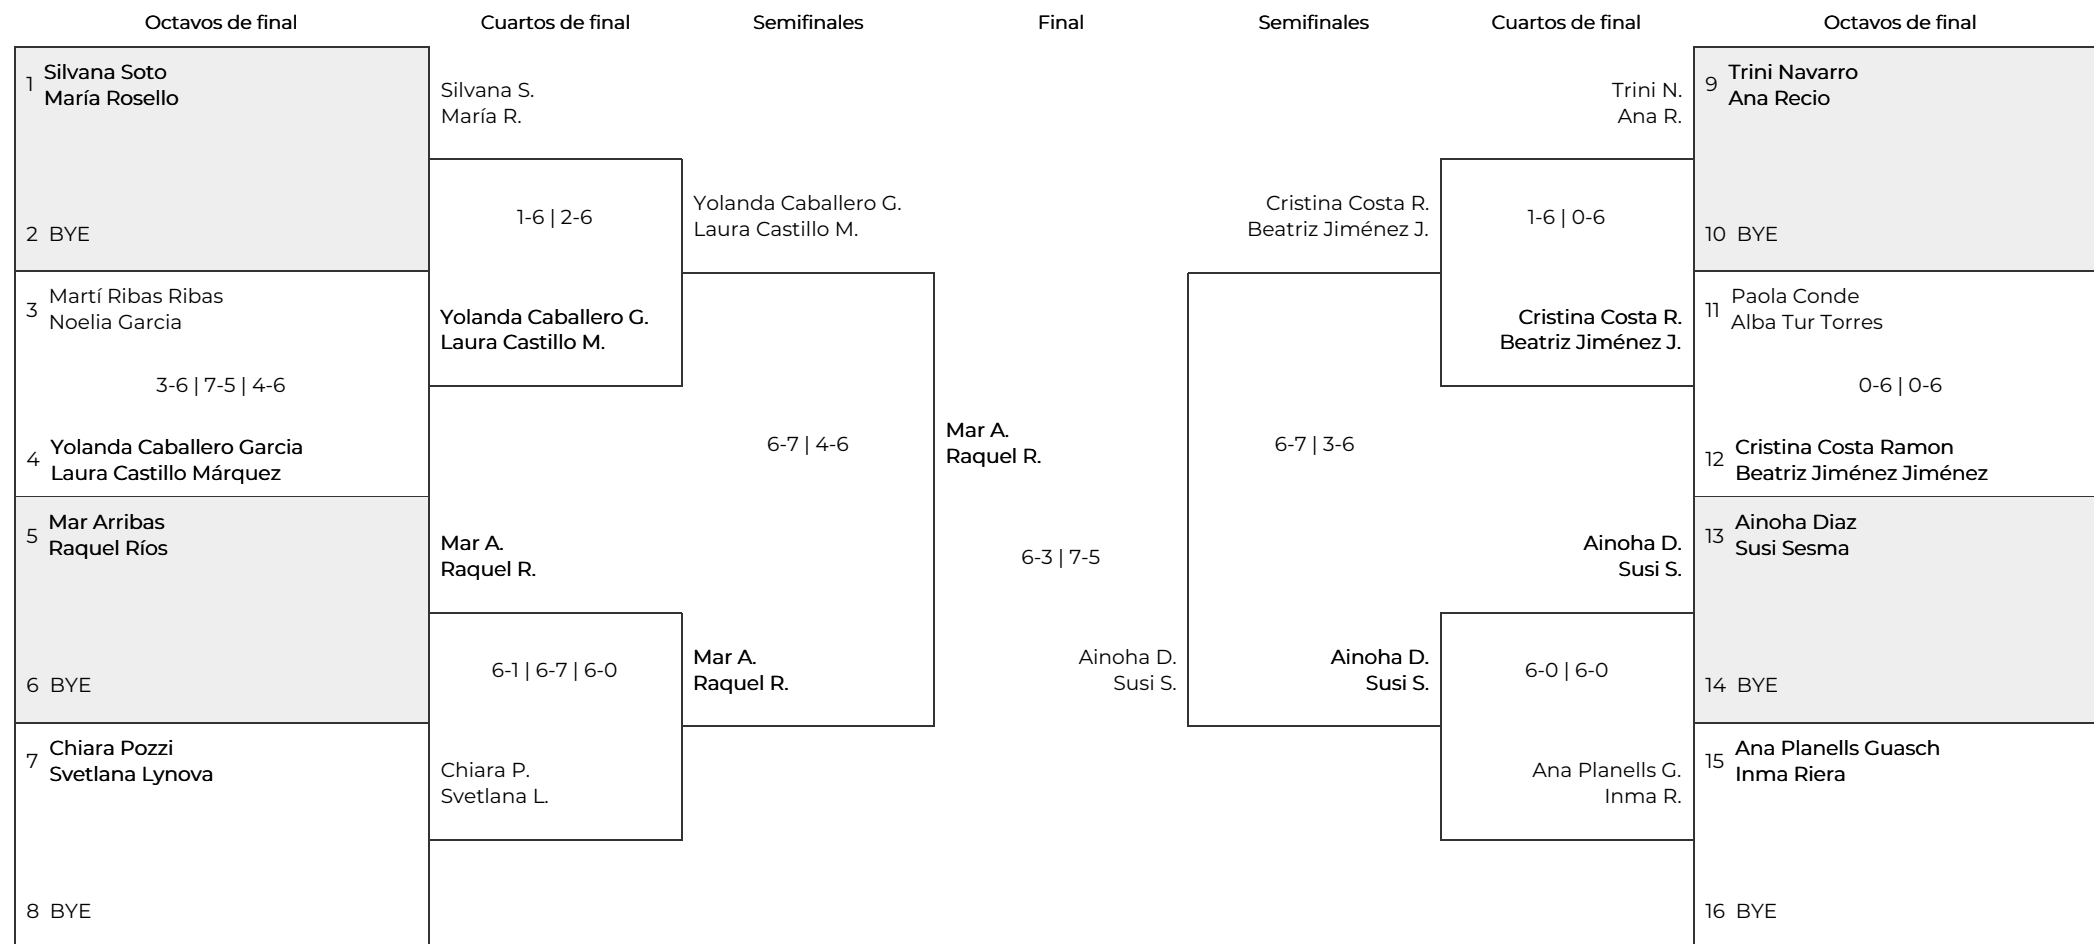 Octavos de final
Cuartos de final
Semifinales
Final
Semifinales
Cuartos de final
Octavos de final
1
Silvana Soto
María Rosello
2 BYE
3
Martí Ribas Ribas
Noelia Garcia
3-6 | 7-5 | 4-6
4
Yolanda Caballero Garcia
Laura Castillo Márquez
5
Mar Arribas
Raquel Ríos
6 BYE
7
Chiara Pozzi
Svetlana Lynova
8 BYE
Silvana S.
María R.
1-6 | 2-6
Yolanda Caballero G.
Laura Castillo M.
Mar A.
Raquel R.
6-1 | 6-7 | 6-0
Chiara P.
Svetlana L.
Yolanda Caballero G.
Laura Castillo M.
6-7 | 4-6
Mar A.
Raquel R.
Mar A.
Raquel R.
6-3 | 7-5
Ainoha D.
Susi S.
Cristina Costa R.
Beatriz Jiménez J.
6-7 | 3-6
Ainoha D.
Susi S.
Trini N.
Ana R.
1-6 | 0-6
Cristina Costa R.
Beatriz Jiménez J.
Ainoha D.
Susi S.
6-0 | 6-0
Ana Planells G.
Inma R.
9
Trini Navarro
Ana Recio
10 BYE
11
Paola Conde
Alba Tur Torres
0-6 | 0-6
12
Cristina Costa Ramon
Beatriz Jiménez Jiménez
13
Ainoha Diaz
Susi Sesma
14 BYE
15
Ana Planells Guasch
Inma Riera
16 BYE